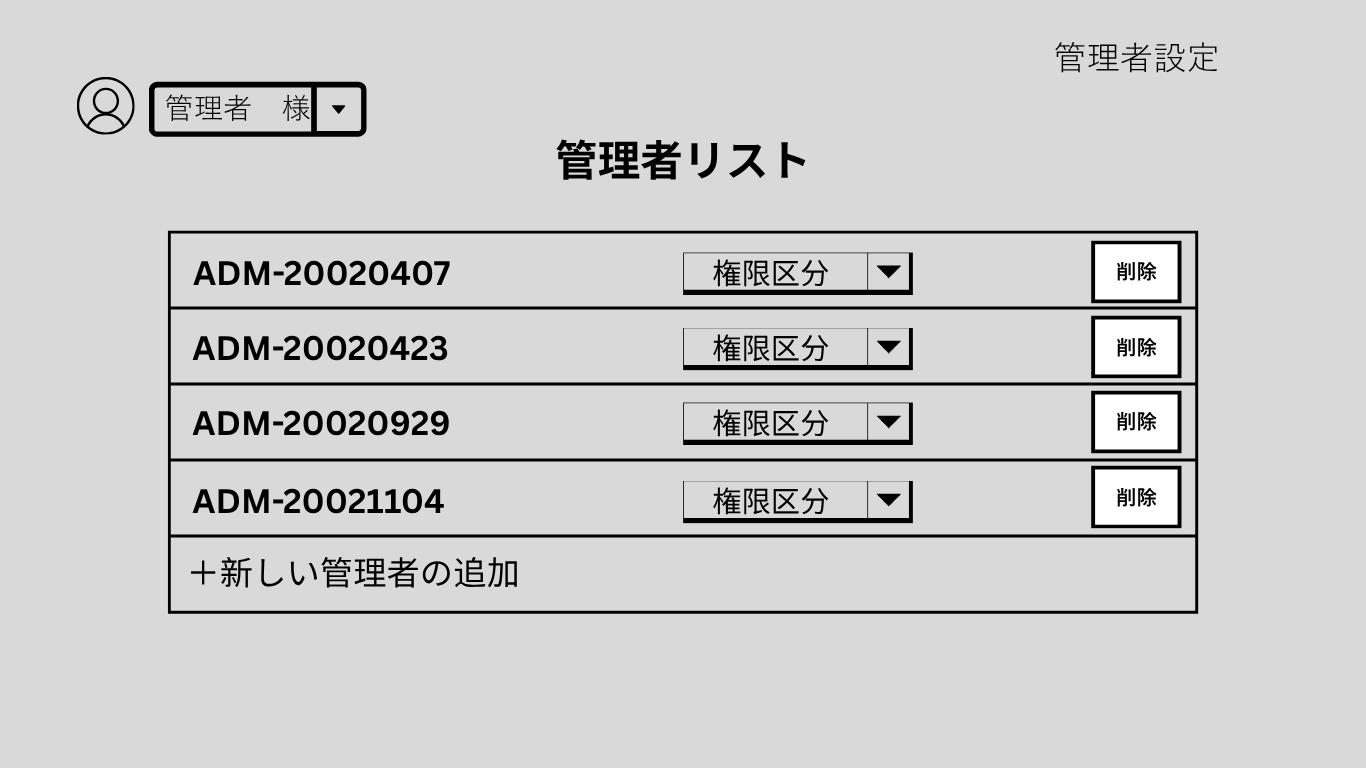 管理者設定
管理者　様
管理者リスト
ADM-20020407 権限区分 削除
ADM-20020423 権限区分 削除
ADM-20020929 権限区分 削除
ADM-20021104 権限区分 削除
＋新しい管理者の追加